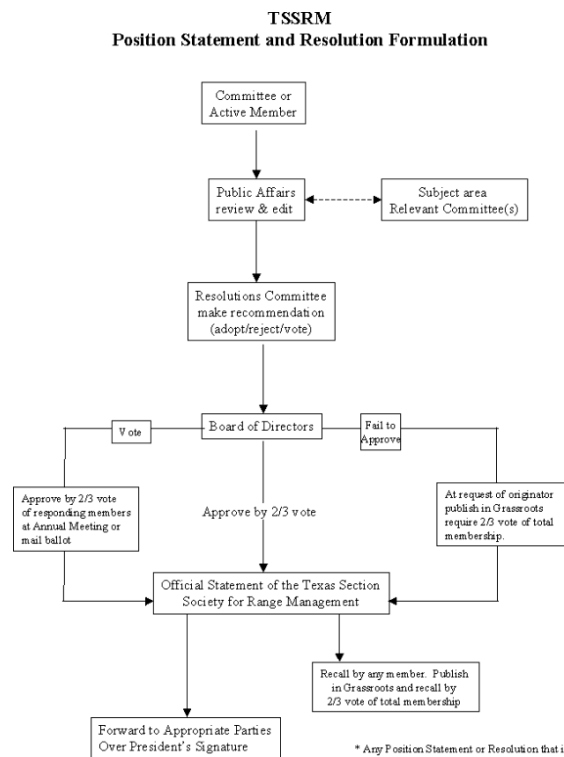 TSSRM
Position Statement and Resolution Formulation
Committee or
Active Member
Public Affairs
review & edit
Subject area
Relevant Committee(s)
Resolutions Committee
make recommendation
(adopt/reject/vote)
Vote
Board of Directors
Fail to
Approve
Approve by 2/3 vote
of responding members
at Annual Meeting or
mail ballot
Approve by 2/3 vote
At request of originator
publish in Grassroots
require 2/3 vote of total
membership.
Official Statement of the Texas Section
Society for Range Management
Recall by any member. Publish
in Grassroots and recall by
2/3 vote of total membership
Forward to Appropriate Parties
Over President's Signature
* Any Position Statement or Resolution that i